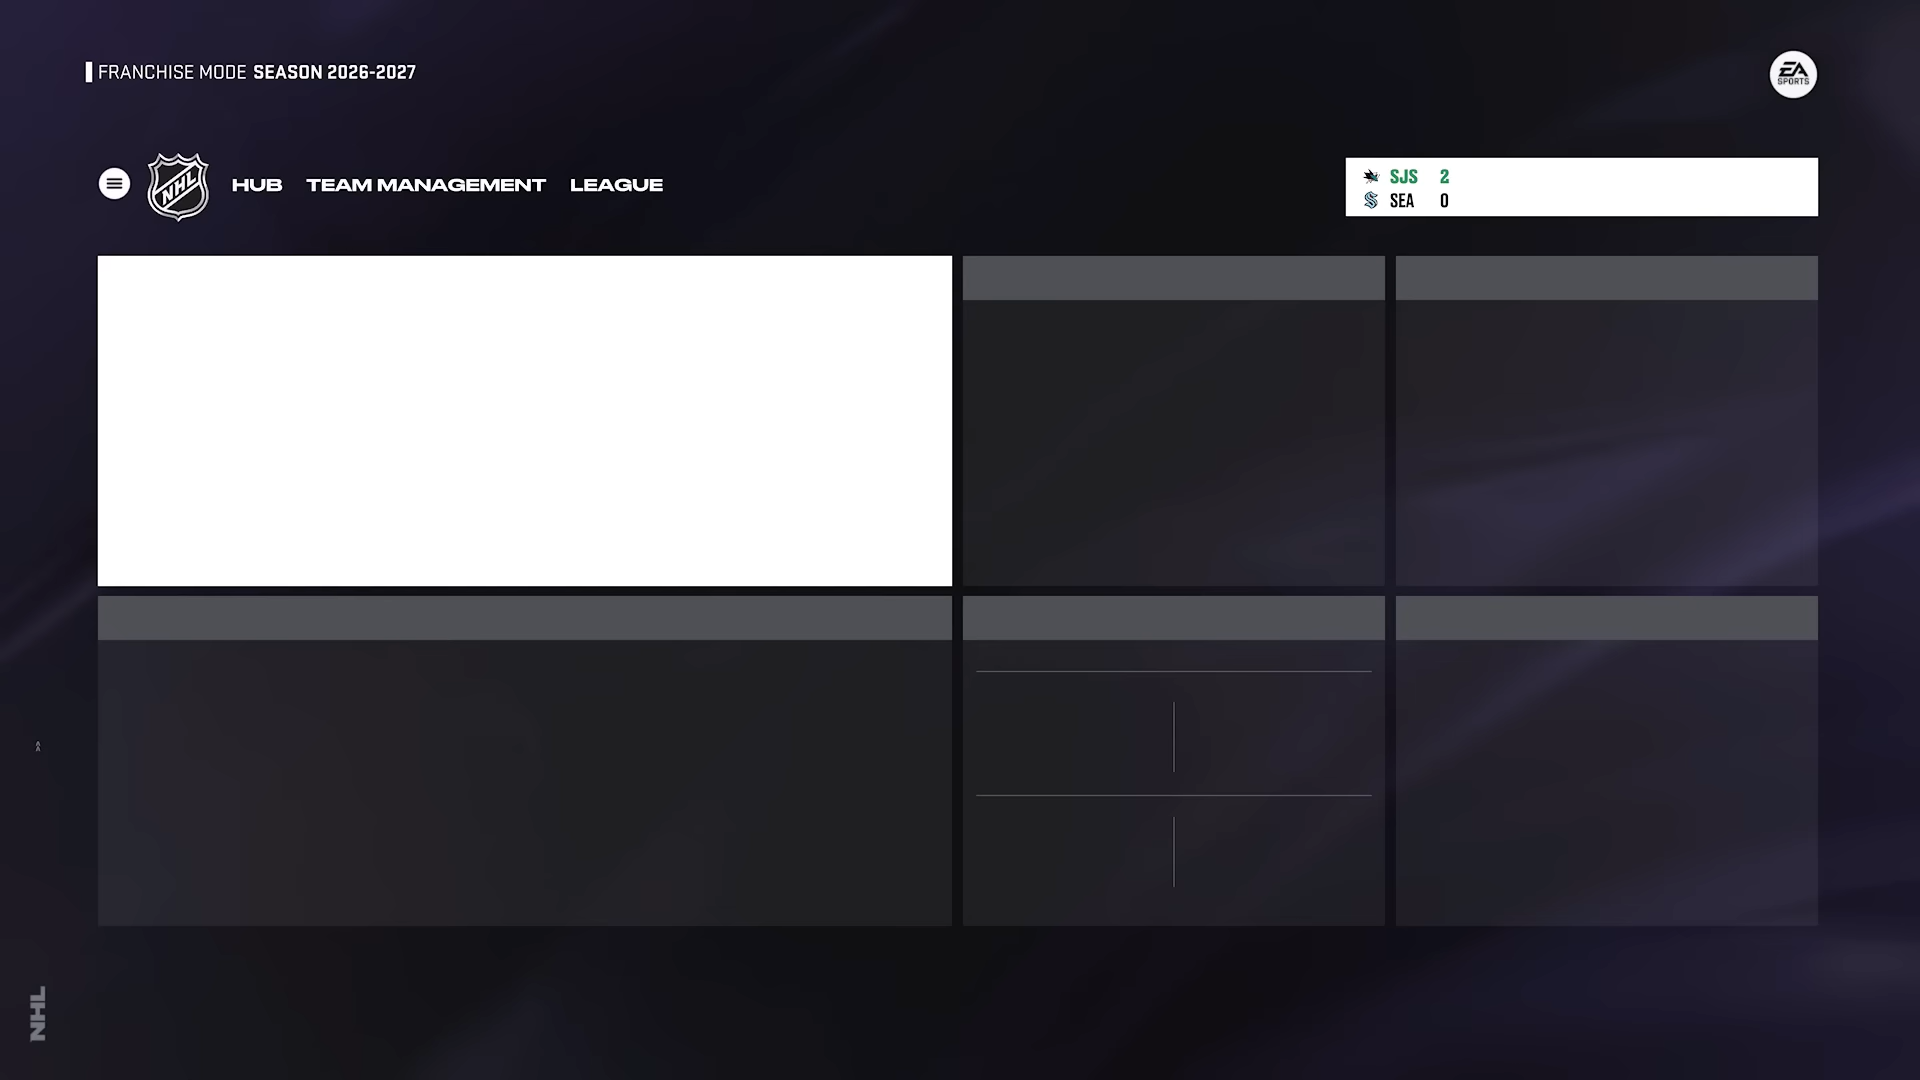 FRANCHISE MODE SEASON 2026-2027
EA
SPORTS
NHL
HUB TEAM MANAGEMENT LEAGUE
SJS 2
SEA 0
NHL